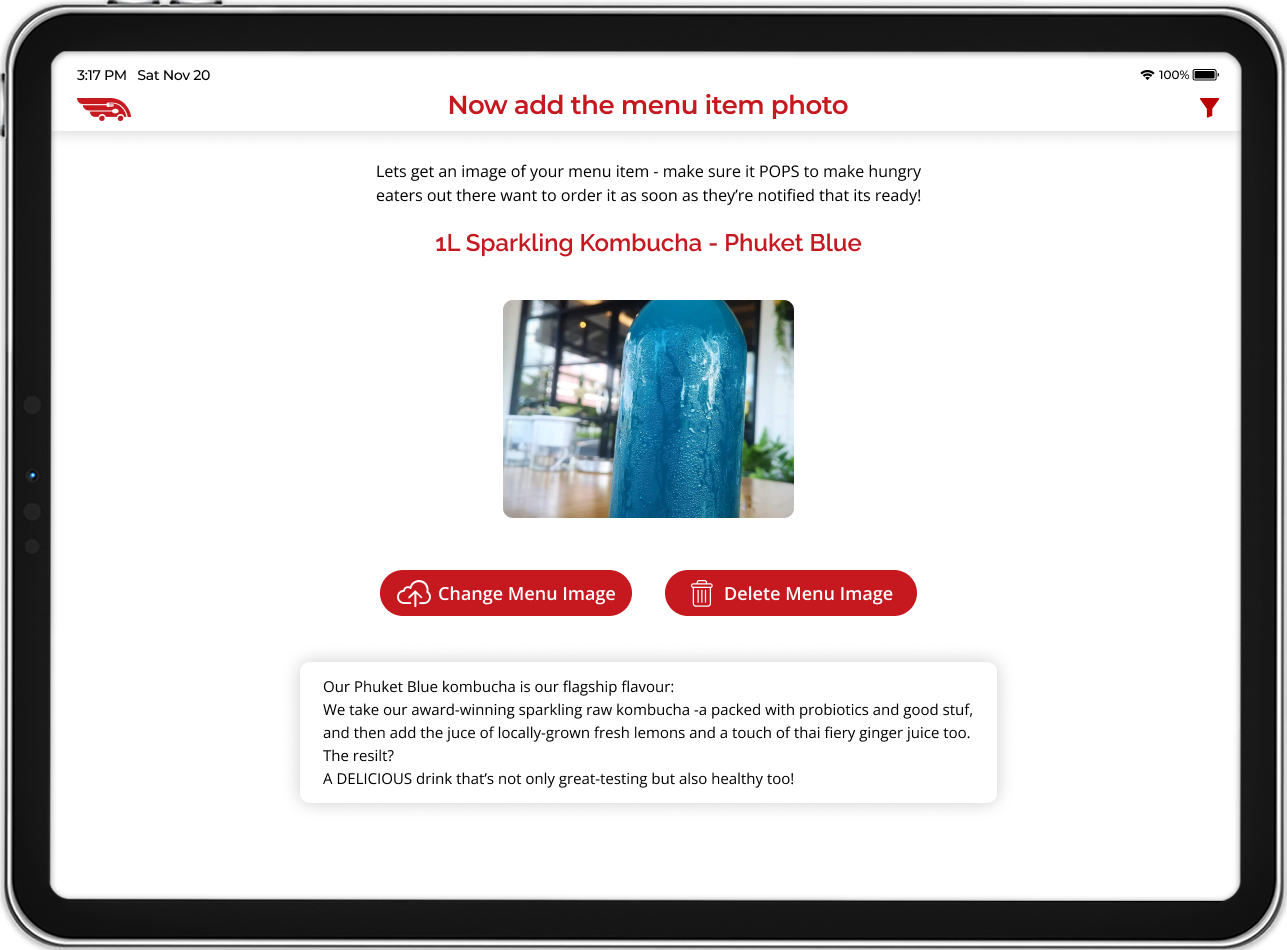 3:17 PM Sat Nov 20
100%
Now add the menu item photo
Lets get an image of your menu item - make sure it POPS to make hungry
eaters out there want to order it as soon as they’re notified that its ready!
1L Sparkling Kombucha - Phuket Blue
Change Menu Image
Delete Menu Image
Our Phuket Blue kombucha is our flagship flavour:
We take our award-winning sparkling raw kombucha -a packed with probiotics and good stuf,
and then add the juce of locally-grown fresh lemons and a touch of thai fiery ginger juice too.
The resilt?
A DELICIOUS drink that’s not only great-testing but also healthy too!